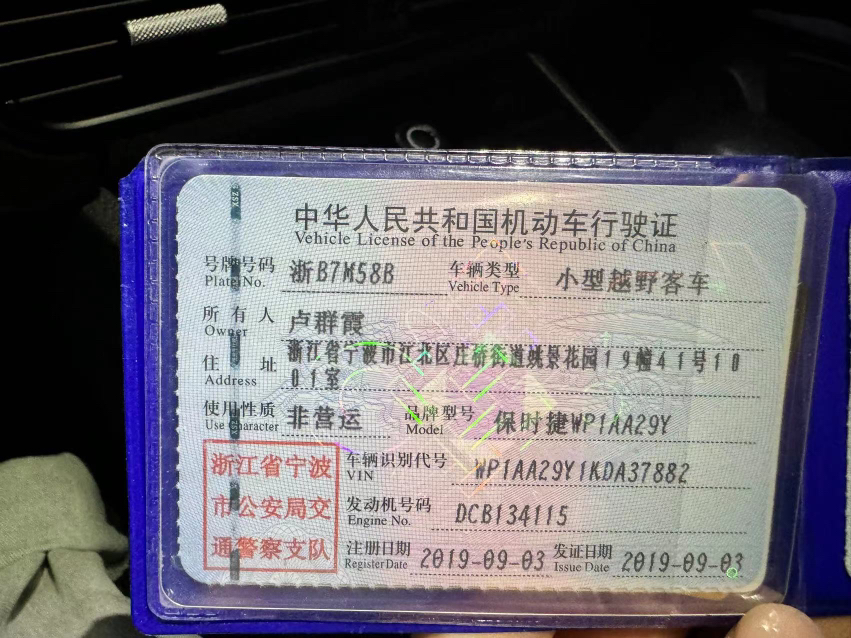 中华人民共和国机动车行驶证
Vehicle License of the People's Republic of China
号牌号码 浙B7M58B 车辆类型 小型越野客车
Plate No. Vehicle Type
所有人 卢群霞
Owner
住址 浙江省宁波市江北区庄桥街道姚景花园19幢41号10
Address 01室
使用性质 非营运 品牌型号 保时捷WP1AA29Y
Use Character Model
浙江省宁波 车辆识别代号 WP1AA29Y1KDA37882
VIN
市公安局交 发动机号码 DCB134115
Engine No.
通警察支队 注册日期 2019-09-03 发证日期 2019-09-03
Register Date Issue Date